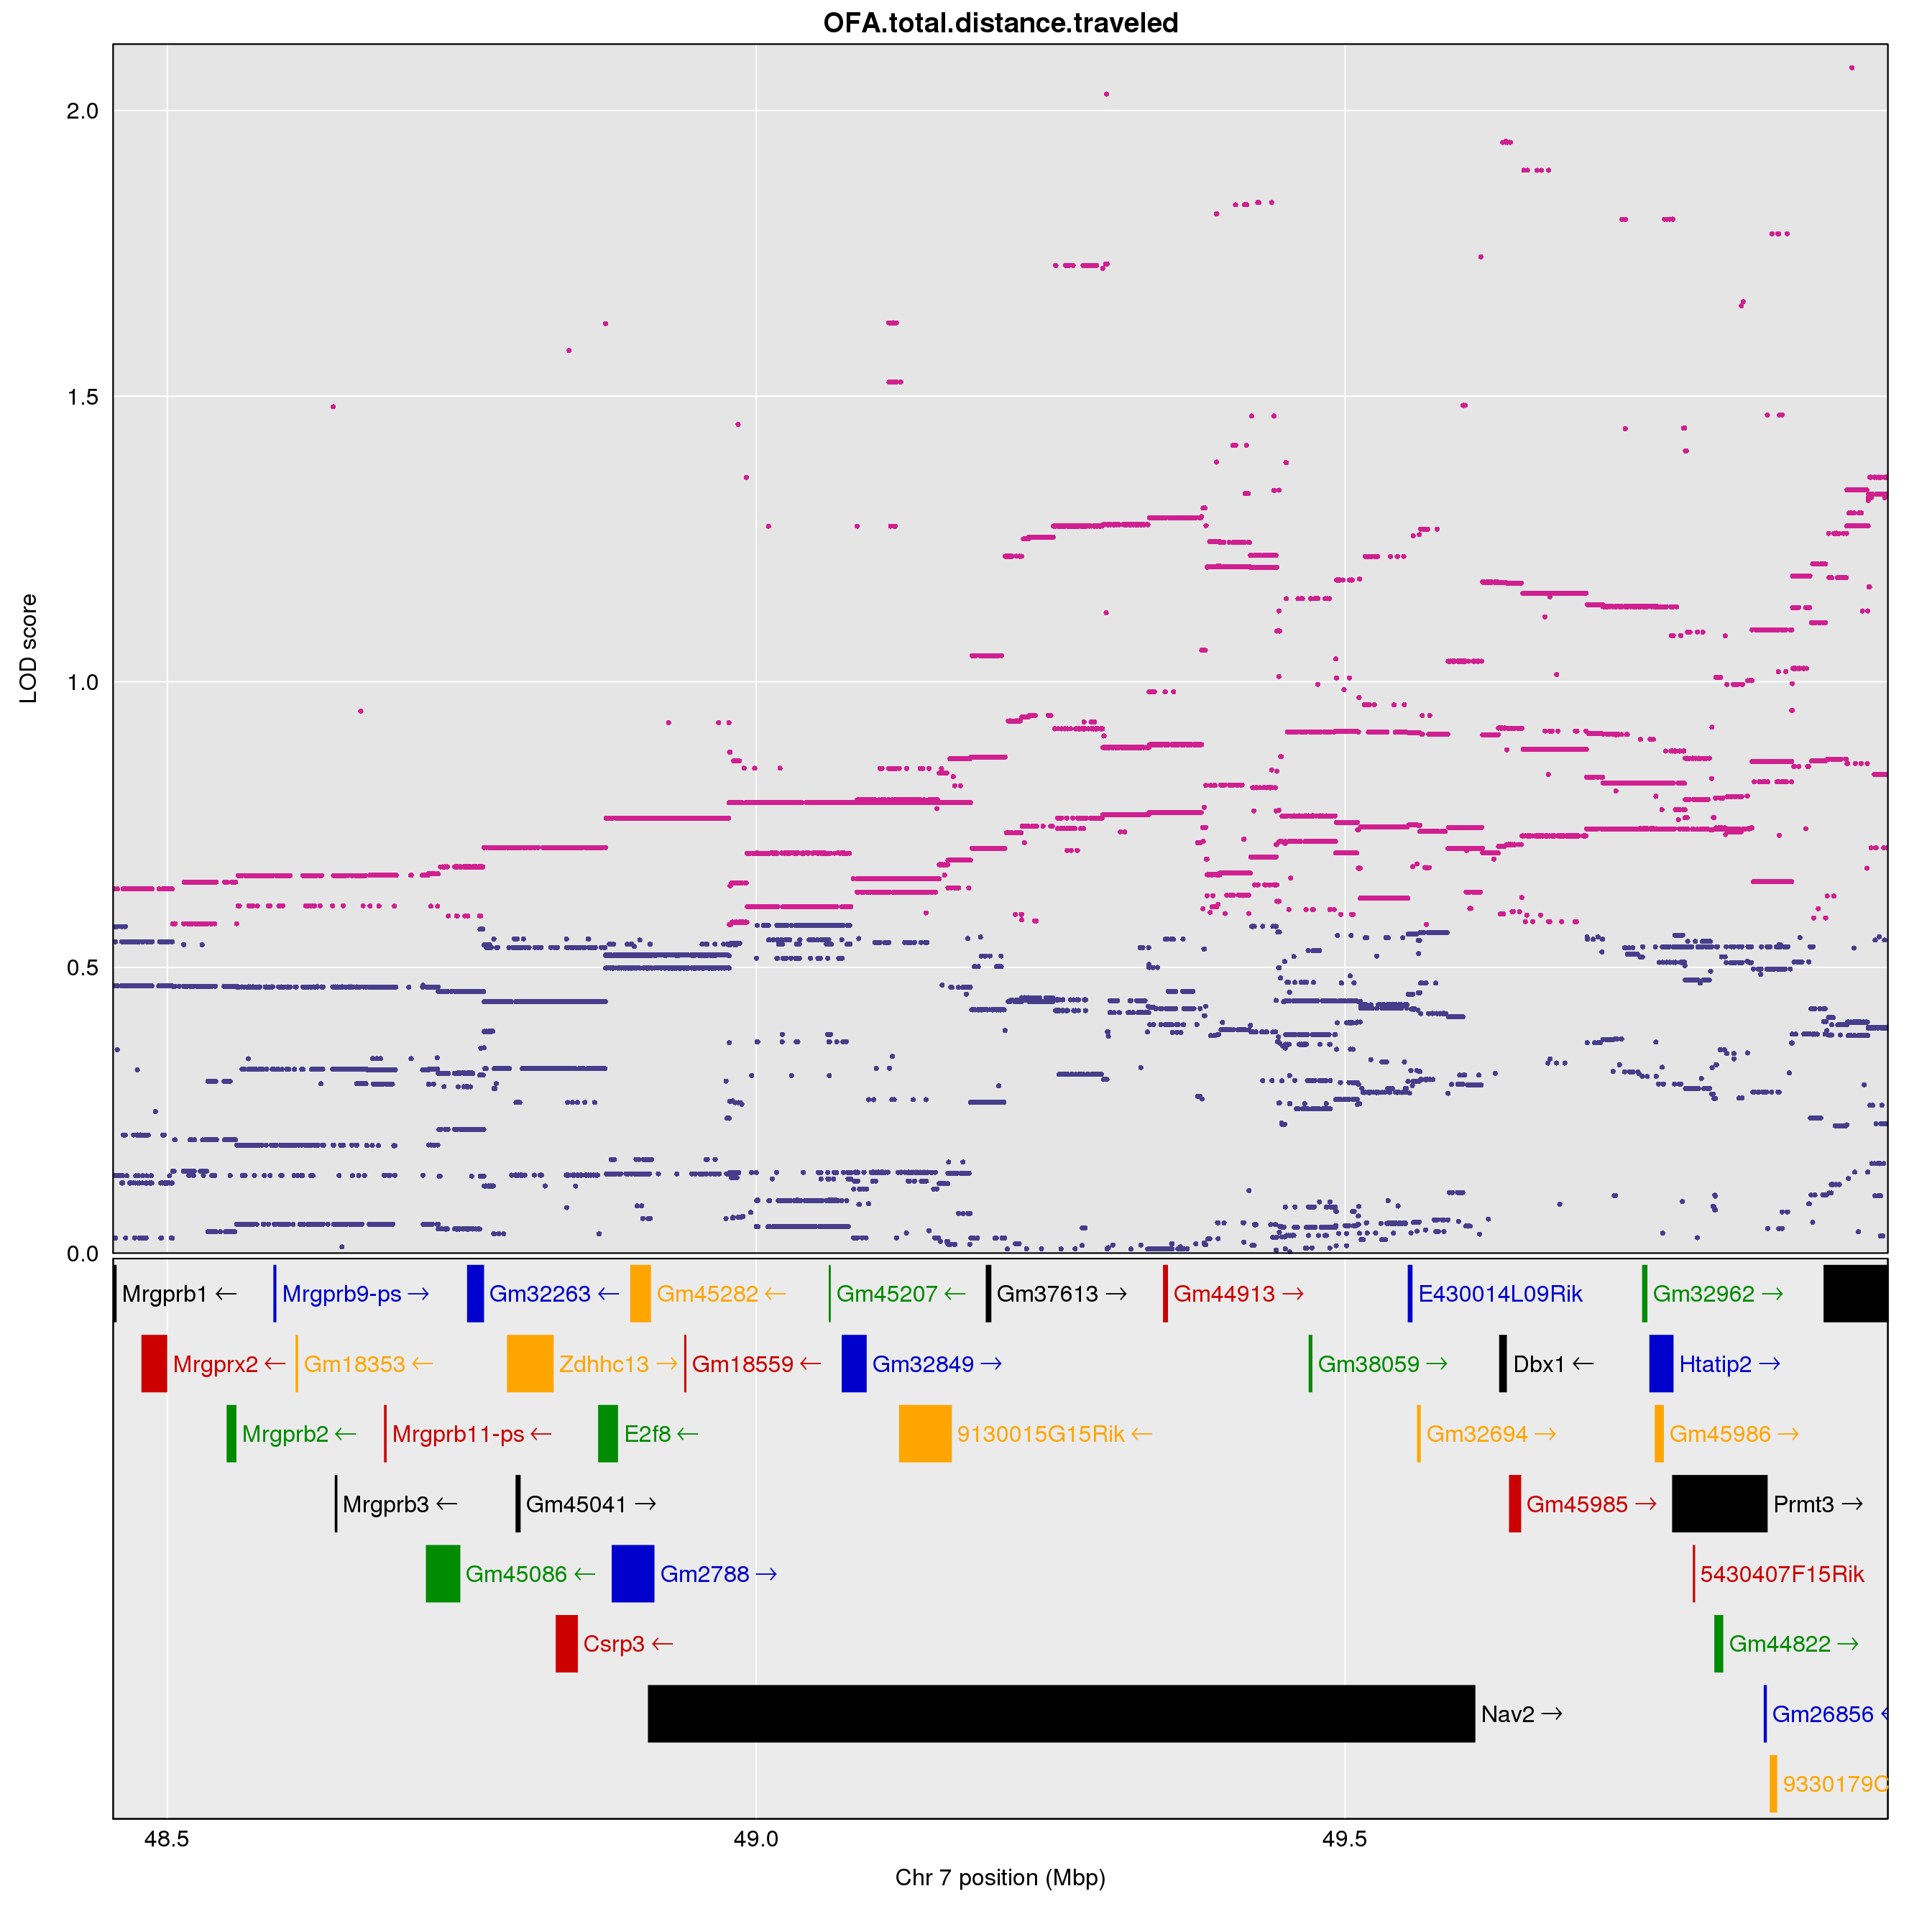 OFA.total.distance.traveled
2.0
1.5
1.0
0.5
0.0
LOD score
Mrgprb1 ← Mrgprb9-ps → Gm32263 ← Gm45282 ← Gm45207 ← Gm37613 → Gm44913 → E430014L09Rik Gm32962 →
Mrgprx2 ← Gm18353 ← Zdhhc13 → Gm18559 ← Gm32849 → Gm38059 → Dbx1 ← Htatip2 →
Mrgprb2 ← Mrgprb11-ps ← E2f8 ← 9130015G15Rik ← Gm32694 → Gm45986 →
Mrgprb3 ← Gm45041 → Gm45985 → Prmt3 →
Gm45086 ← Gm2788 → 5430407F15Rik
Csrp3 ← Gm44822 →
Nav2 → Gm26856 ←
9330179C
48.5 49.0 49.5
Chr 7 position (Mbp)